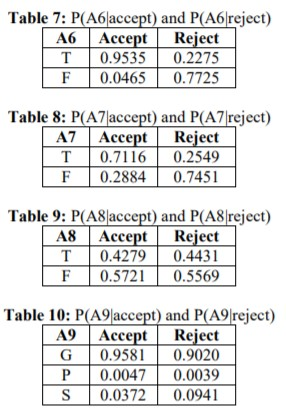 Table 7: P(A6|accept) and P(A6|reject)
A6 Accept Reject
T 0.9535 0.2275
F 0.0465 0.7725
Table 8: P(A7|accept) and P(A7|reject)
A7 Accept Reject
T 0.7116 0.2549
F 0.2884 0.7451
Table 9: P(A8|accept) and P(A8|reject)
A8 Accept Reject
T 0.4279 0.4431
F 0.5721 0.5569
Table 10: P(A9|accept) and P(A9|reject)
A9 Accept Reject
G 0.9581 0.9020
P 0.0047 0.0039
S 0.0372 0.0941